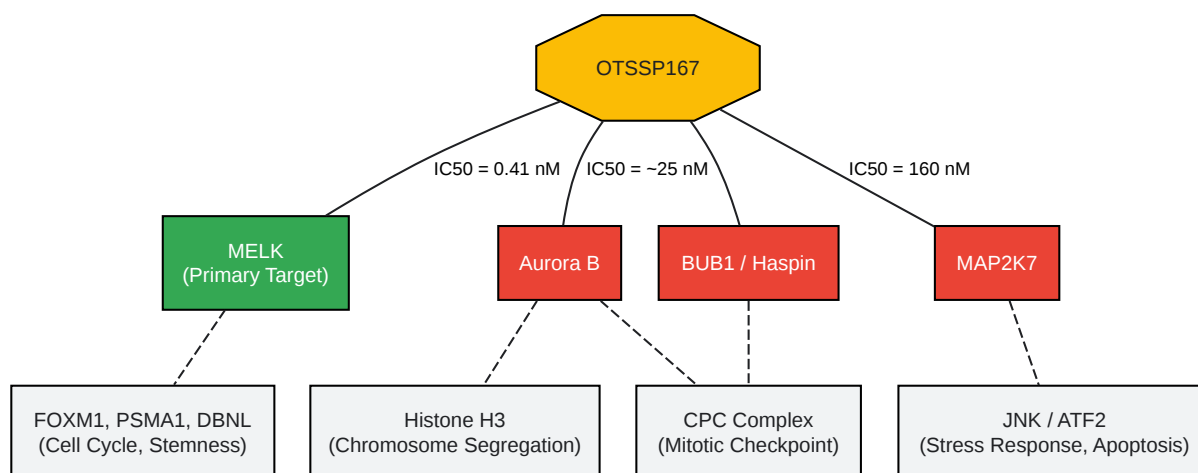 OTSSP167
IC50 = 0.41 nM
IC50 = ~25 nM
IC50 = 160 nM
MELK
(Primary Target)
Aurora B
BUB1 / Haspin
MAP2K7
FOXM1, PSMA1, DBNL
(Cell Cycle, Stemness)
Histone H3
(Chromosome Segregation)
CPC Complex
(Mitotic Checkpoint)
JNK / ATF2
(Stress Response, Apoptosis)